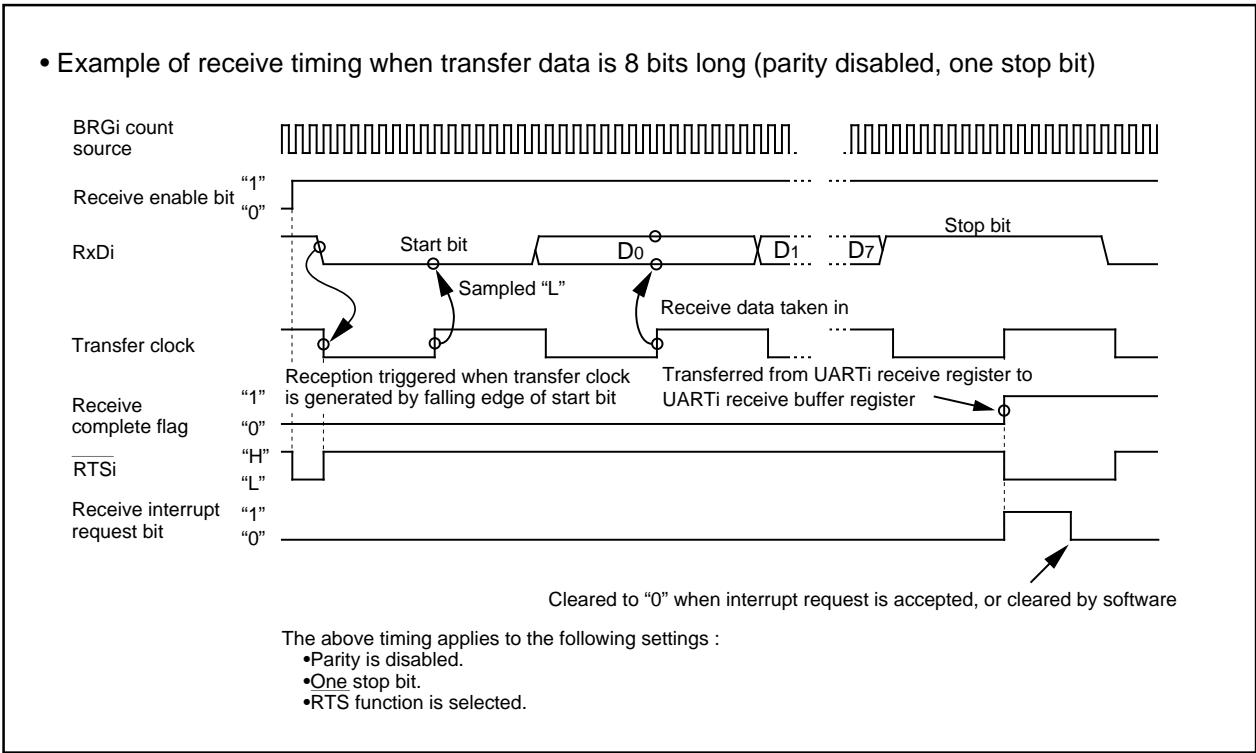 • Example of receive timing when transfer data is 8 bits long (parity disabled, one stop bit)
BRGi count
source
Receive enable bit
“1”
“0”
RxDi
Start bit
D0
D1
D7
Stop bit
Sampled “L”
Receive data taken in
Transfer clock
Reception triggered when transfer clock
is generated by falling edge of start bit
Transferred from UARTi receive register to
UARTi receive buffer register
Receive
complete flag
“1”
“0”
RTSi
“H”
“L”
Receive interrupt
request bit
“1”
“0”
Cleared to “0” when interrupt request is accepted, or cleared by software
The above timing applies to the following settings :
•Parity is disabled.
•One stop bit.
•RTS function is selected.